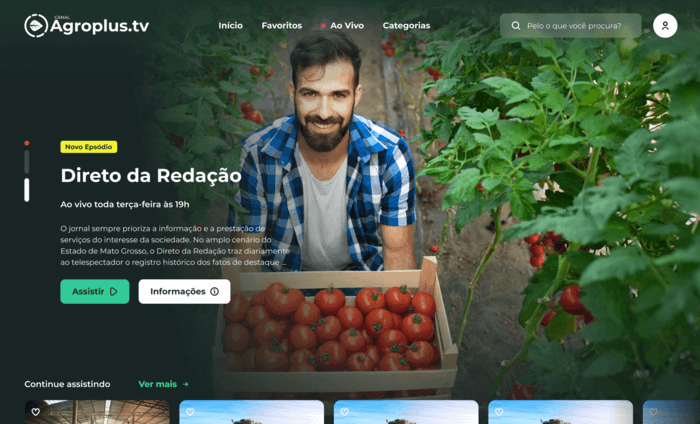 CANAL
Agroplus.tv
Início
Favoritos
Ao Vivo
Categorias
Pelo o que você procura?
Novo Epsódio
Direto da Redação
Ao vivo toda terça-feira às 19h
O jornal sempre prioriza a informação e a prestação de
serviços do interesse da sociedade. No amplo cenário do
Estado de Mato Grosso, o Direto da Redação traz diariamente
ao telespectador o registro histórico dos fatos de destaque ...
Assistir
Informações
Continue assistindo
Ver mais →